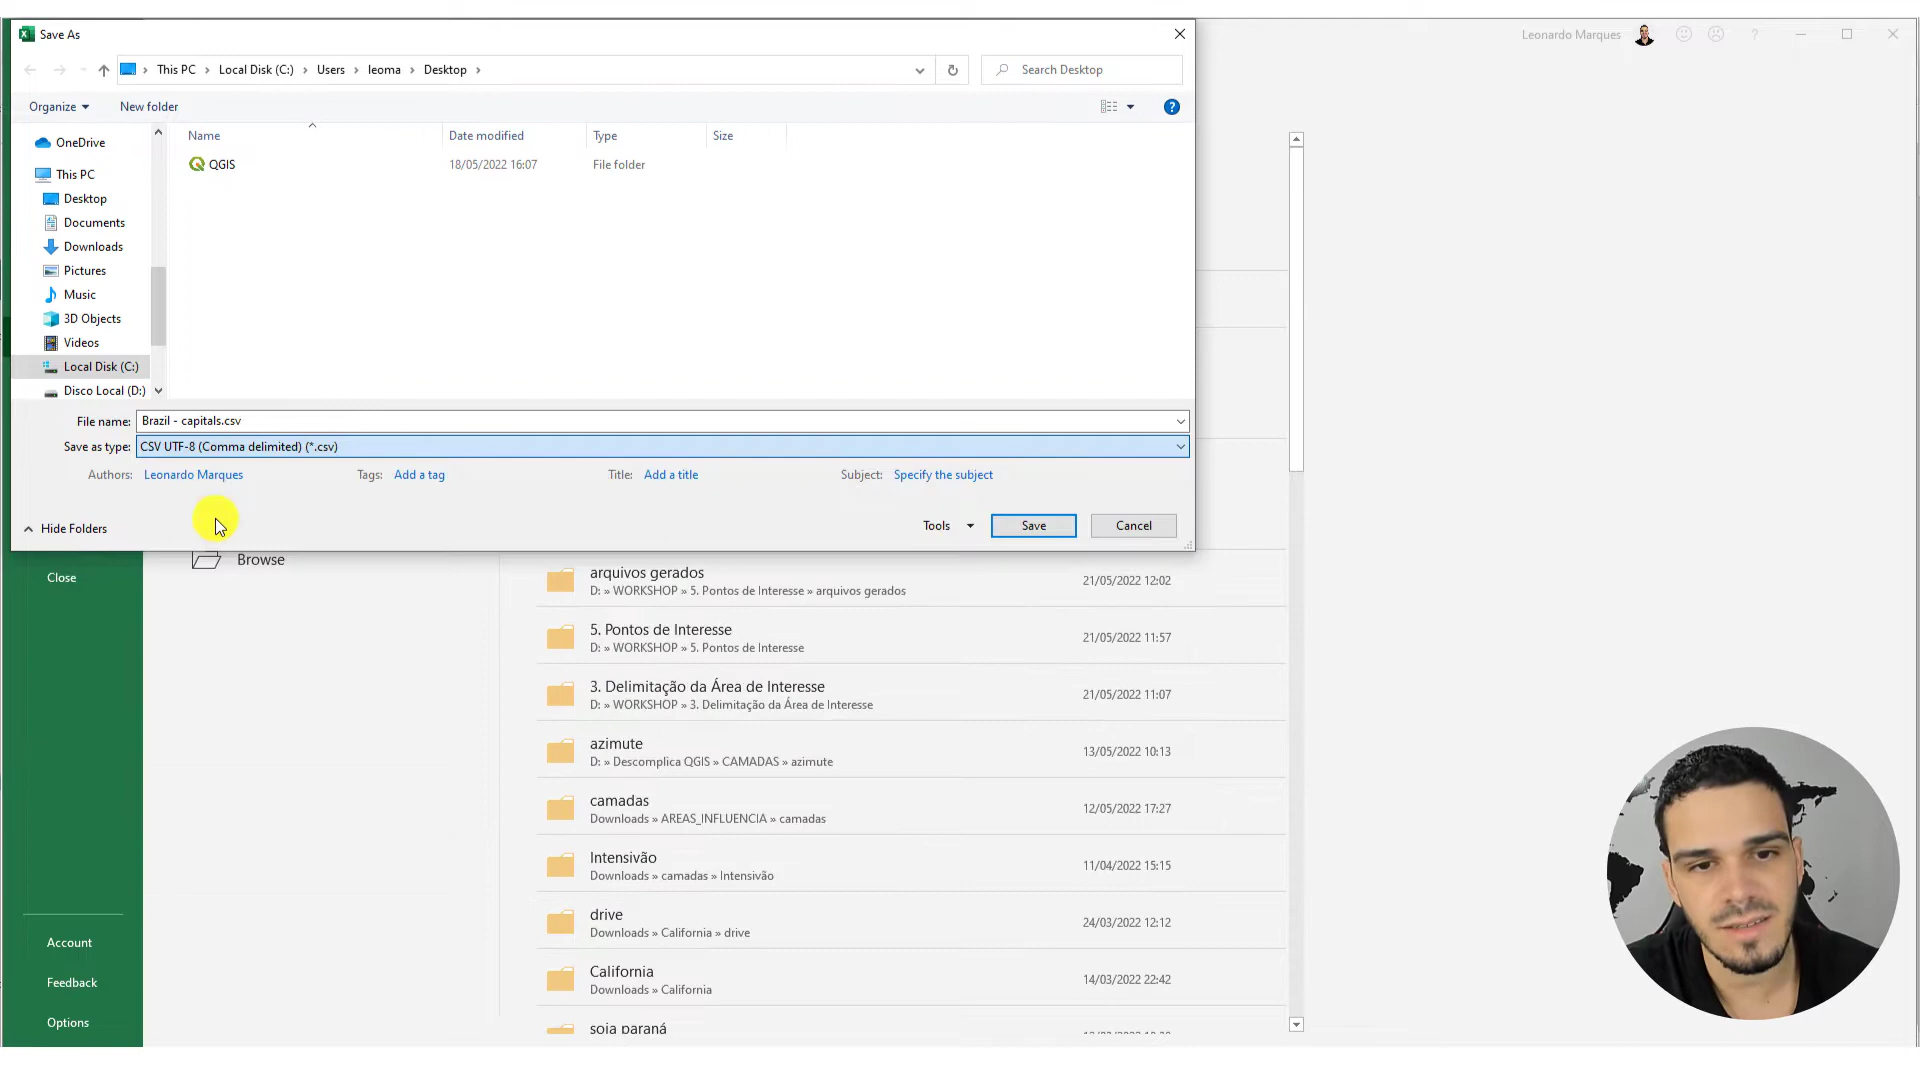 Save As
Leonardo Marques
This PC > Local Disk (C:) > Users > leoma > Desktop >
Search Desktop
Organize
New folder
Name
Date modified
Type
Size
OneDrive
This PC
Desktop
Documents
Downloads
Pictures
Music
3D Objects
Videos
Local Disk (C:)
Disco Local (D:)
QGIS
18/05/2022 16:07
File folder
File name: Brazil - capitals.csv
Save as type: CSV UTF-8 (Comma delimited) (*.csv)
Authors: Leonardo Marques
Tags: Add a tag
Title: Add a title
Subject: Specify the subject
Hide Folders
Tools
Save
Cancel
Browse
Close
arquivos gerados
D: » WORKSHOP » 5. Pontos de Interesse » arquivos gerados
21/05/2022 12:02
5. Pontos de Interesse
D: » WORKSHOP » 5. Pontos de Interesse
21/05/2022 11:57
3. Delimitação da Área de Interesse
D: » WORKSHOP » 3. Delimitação da Área de Interesse
21/05/2022 11:07
azimute
D: » Descomplica QGIS » CAMADAS » azimute
13/05/2022 10:13
camadas
Downloads » AREAS_INFLUENCIA » camadas
12/05/2022 17:27
Intensivão
Downloads » camadas » Intensivão
11/04/2022 15:15
drive
Downloads » California » drive
24/03/2022 12:12
California
Downloads » California
14/03/2022 22:42
soja paraná
Account
Feedback
Options